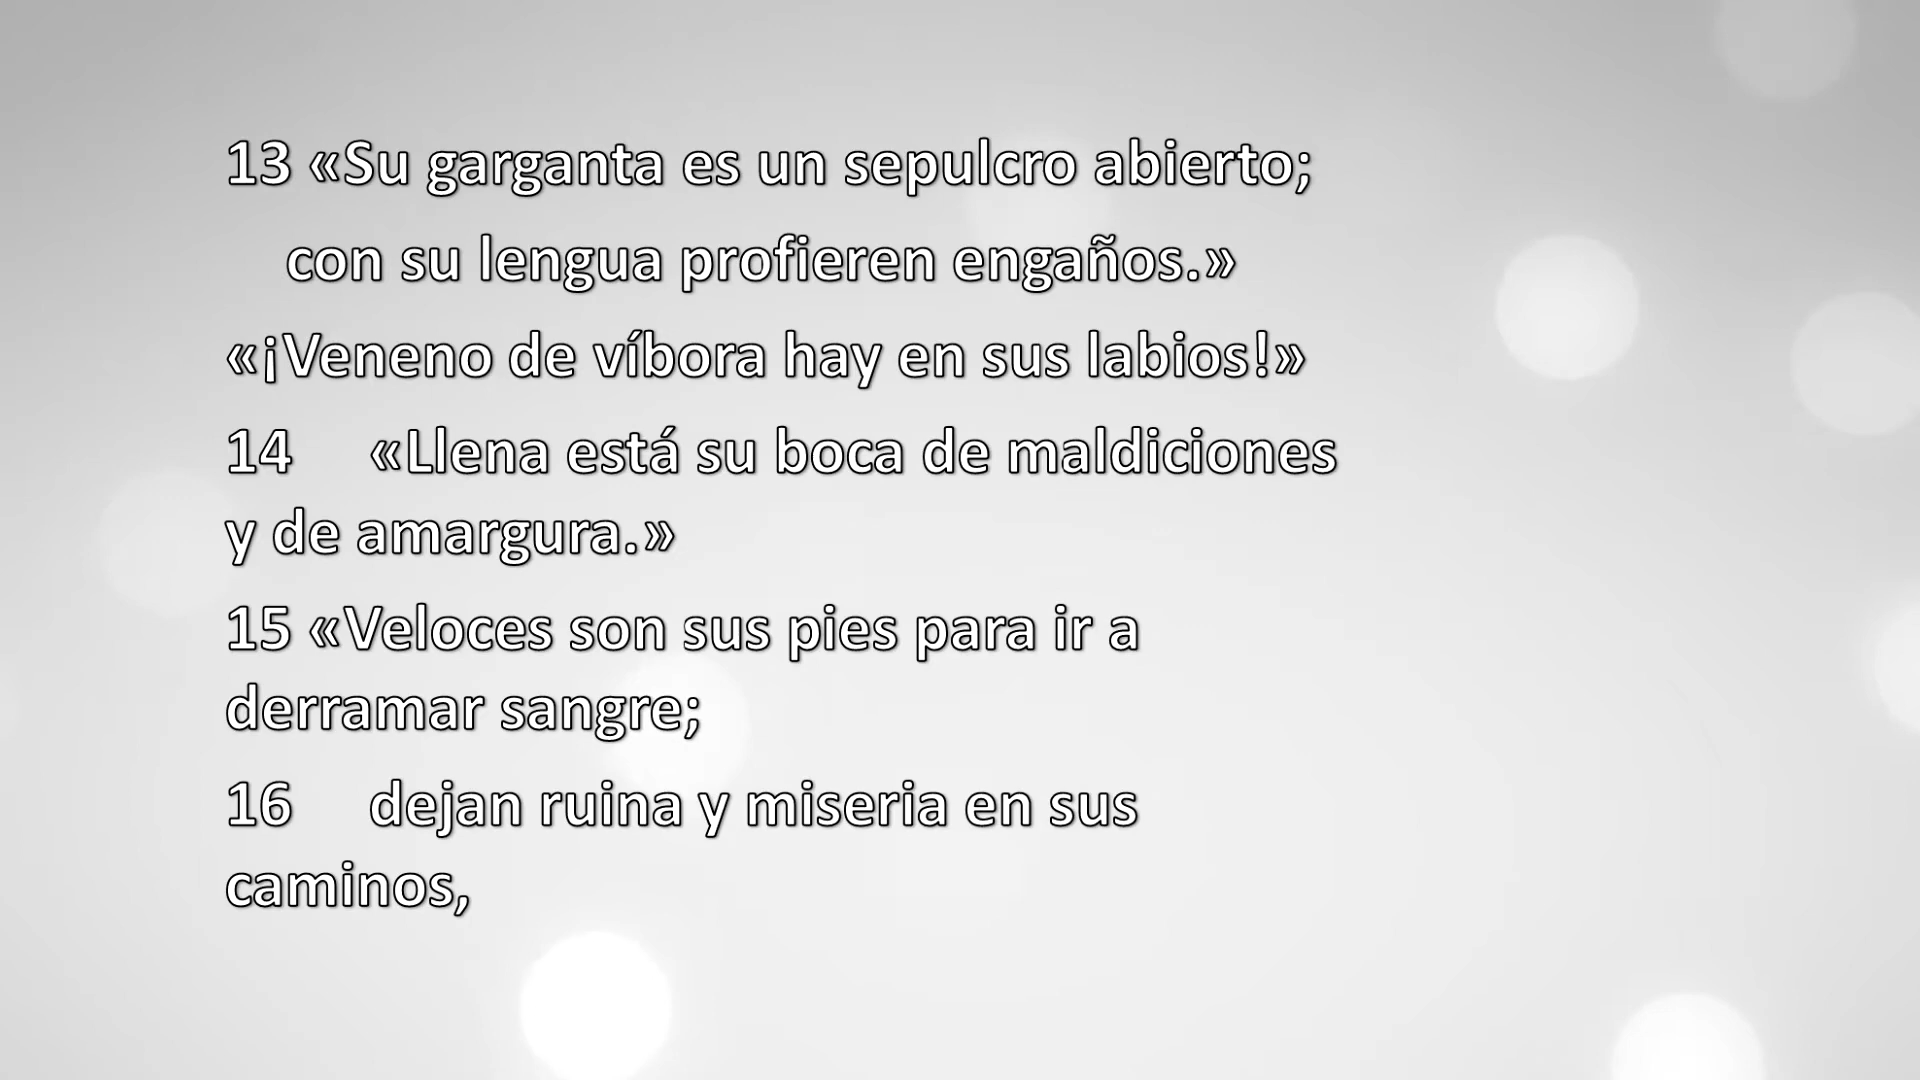 13 «Su garganta es un sepulcro abierto;
con su lengua profieren engaños.»
«¡Veneno de víbora hay en sus labios!»
14 «Llena está su boca de maldiciones
y de amargura.»
15 «Veloces son sus pies para ir a
derramar sangre;
16 dejan ruina y miseria en sus
caminos,